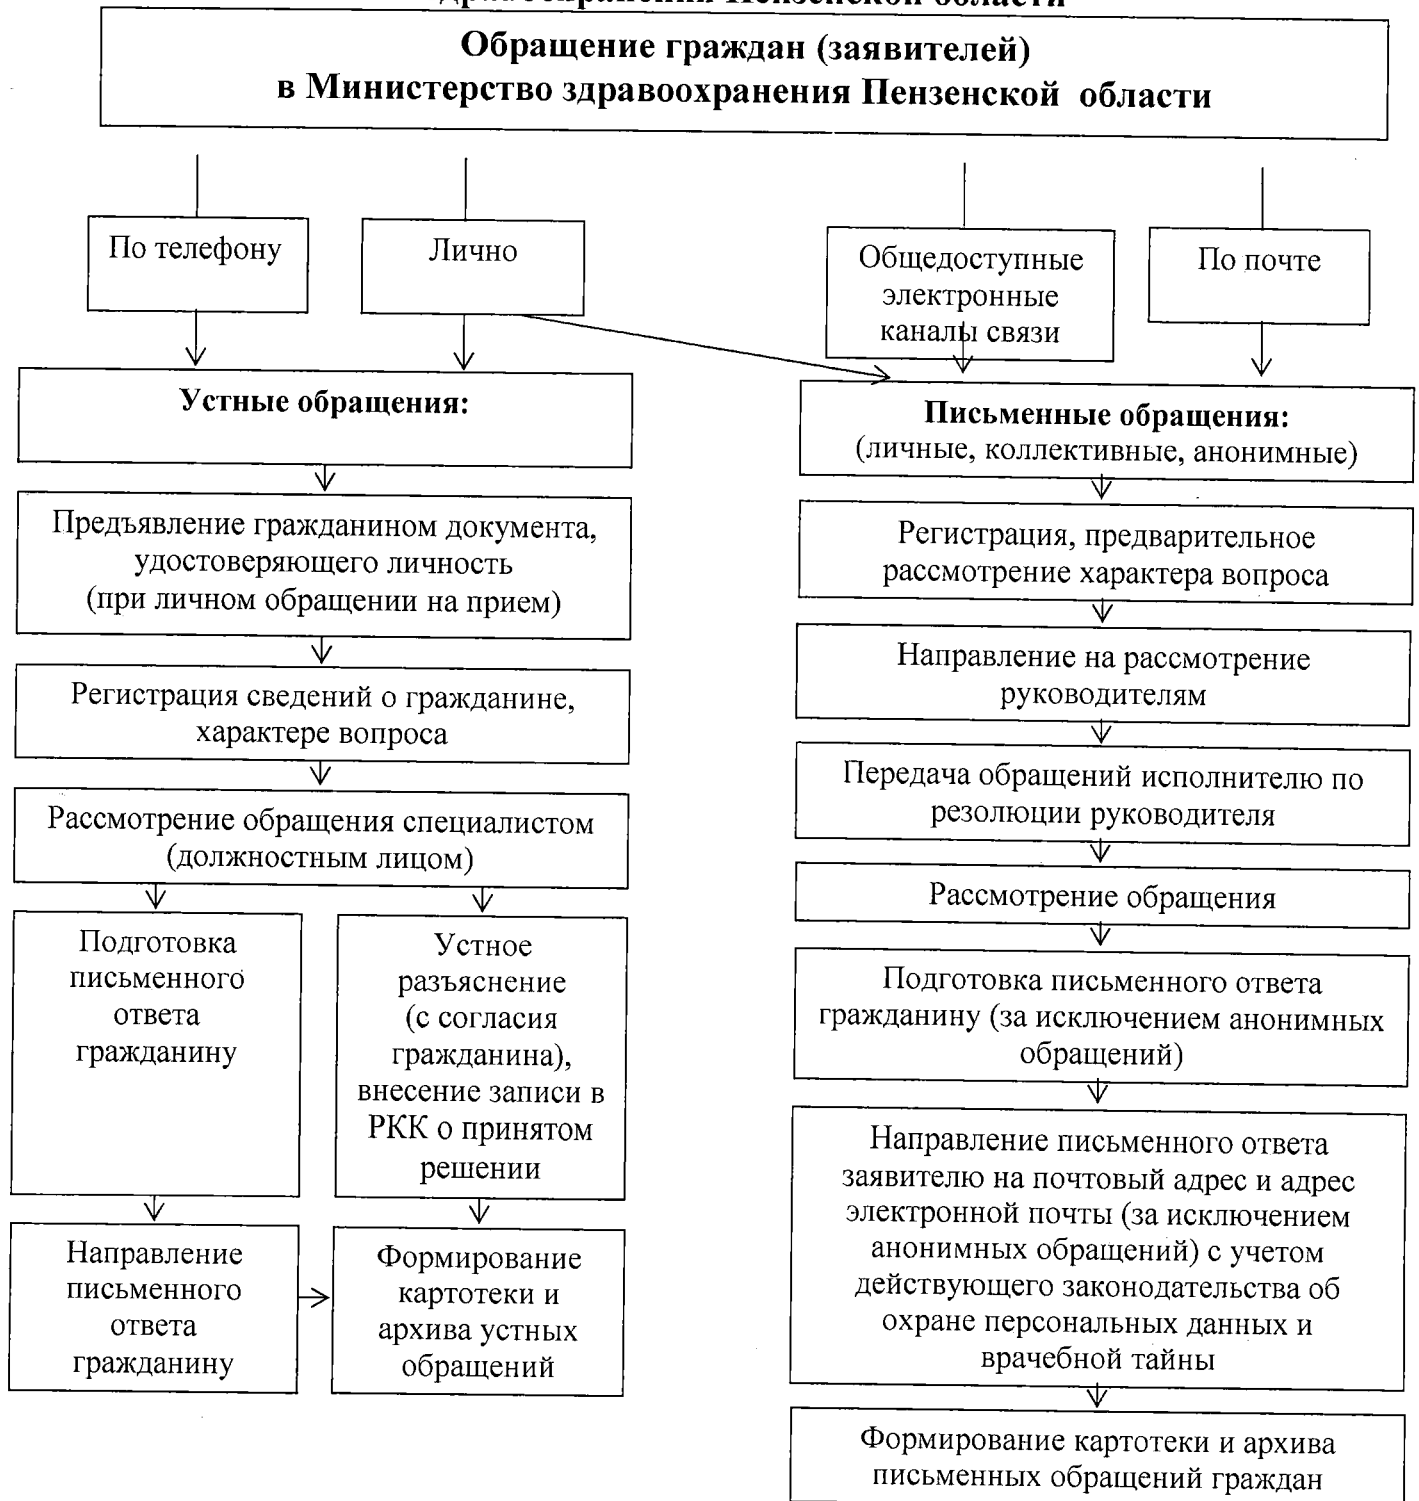 Пензенской области
Обращение граждан (заявителей)
в Министерство здравоохранения Пензенской области
По телефону
Лично
Общедоступные
электронные
каналы связи
По почте
Устные обращения:
Предъявление гражданином документа,
удостоверяющего личность
(при личном обращении на прием)
Регистрация сведений о гражданине,
характере вопроса
Рассмотрение обращения специалистом
(должностным лицом)
Подготовка
письменного
ответа
гражданину
Устное
разъяснение
(с согласия
гражданина),
внесение записи в
РКК о принятом
решении
Направление
письменного
ответа
гражданину
Формирование
картотеки и
архива устных
обращений
Письменные обращения:
(личные, коллективные, анонимные)
Регистрация, предварительное
рассмотрение характера вопроса
Направление на рассмотрение
руководителям
Передача обращений исполнителю по
резолюции руководителя
Рассмотрение обращения
Подготовка письменного ответа
гражданину (за исключением анонимных
обращений)
Направление письменного ответа
заявителю на почтовый адрес и адрес
электронной почты (за исключением
анонимных обращений) с учетом
действующего законодательства об
охране персональных данных и
врачебной тайны
Формирование картотеки и архива
письменных обращений граждан